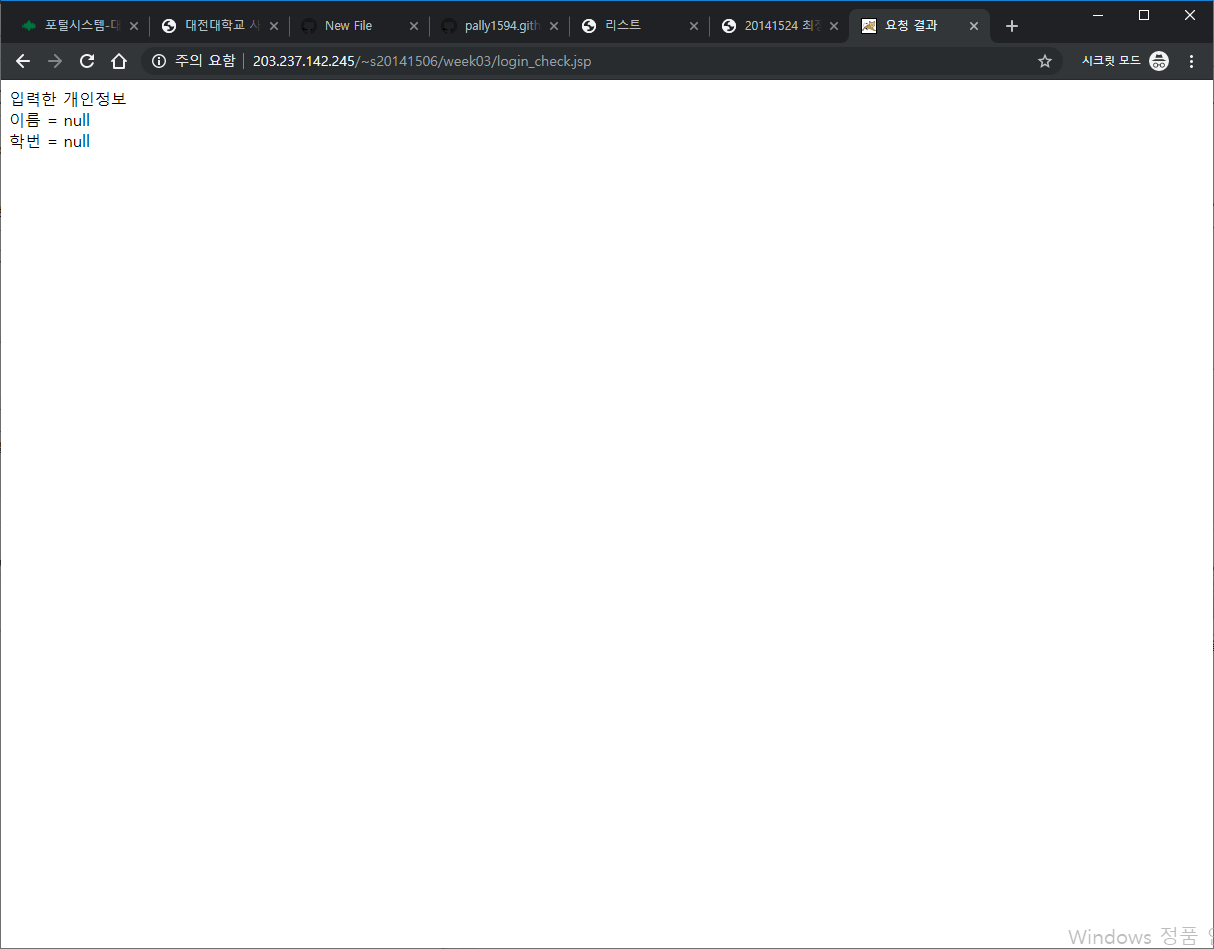 포털시스템-대
대전대학교 사
New File
pally1594.gith
리스트
20141524 최종
요청 결과
주의 요함 203.237.142.245/~s20141506/week03/login_check.jsp
시크릿 모드
입력한 개인정보
이름 = null
학번 = null
Windows 정품